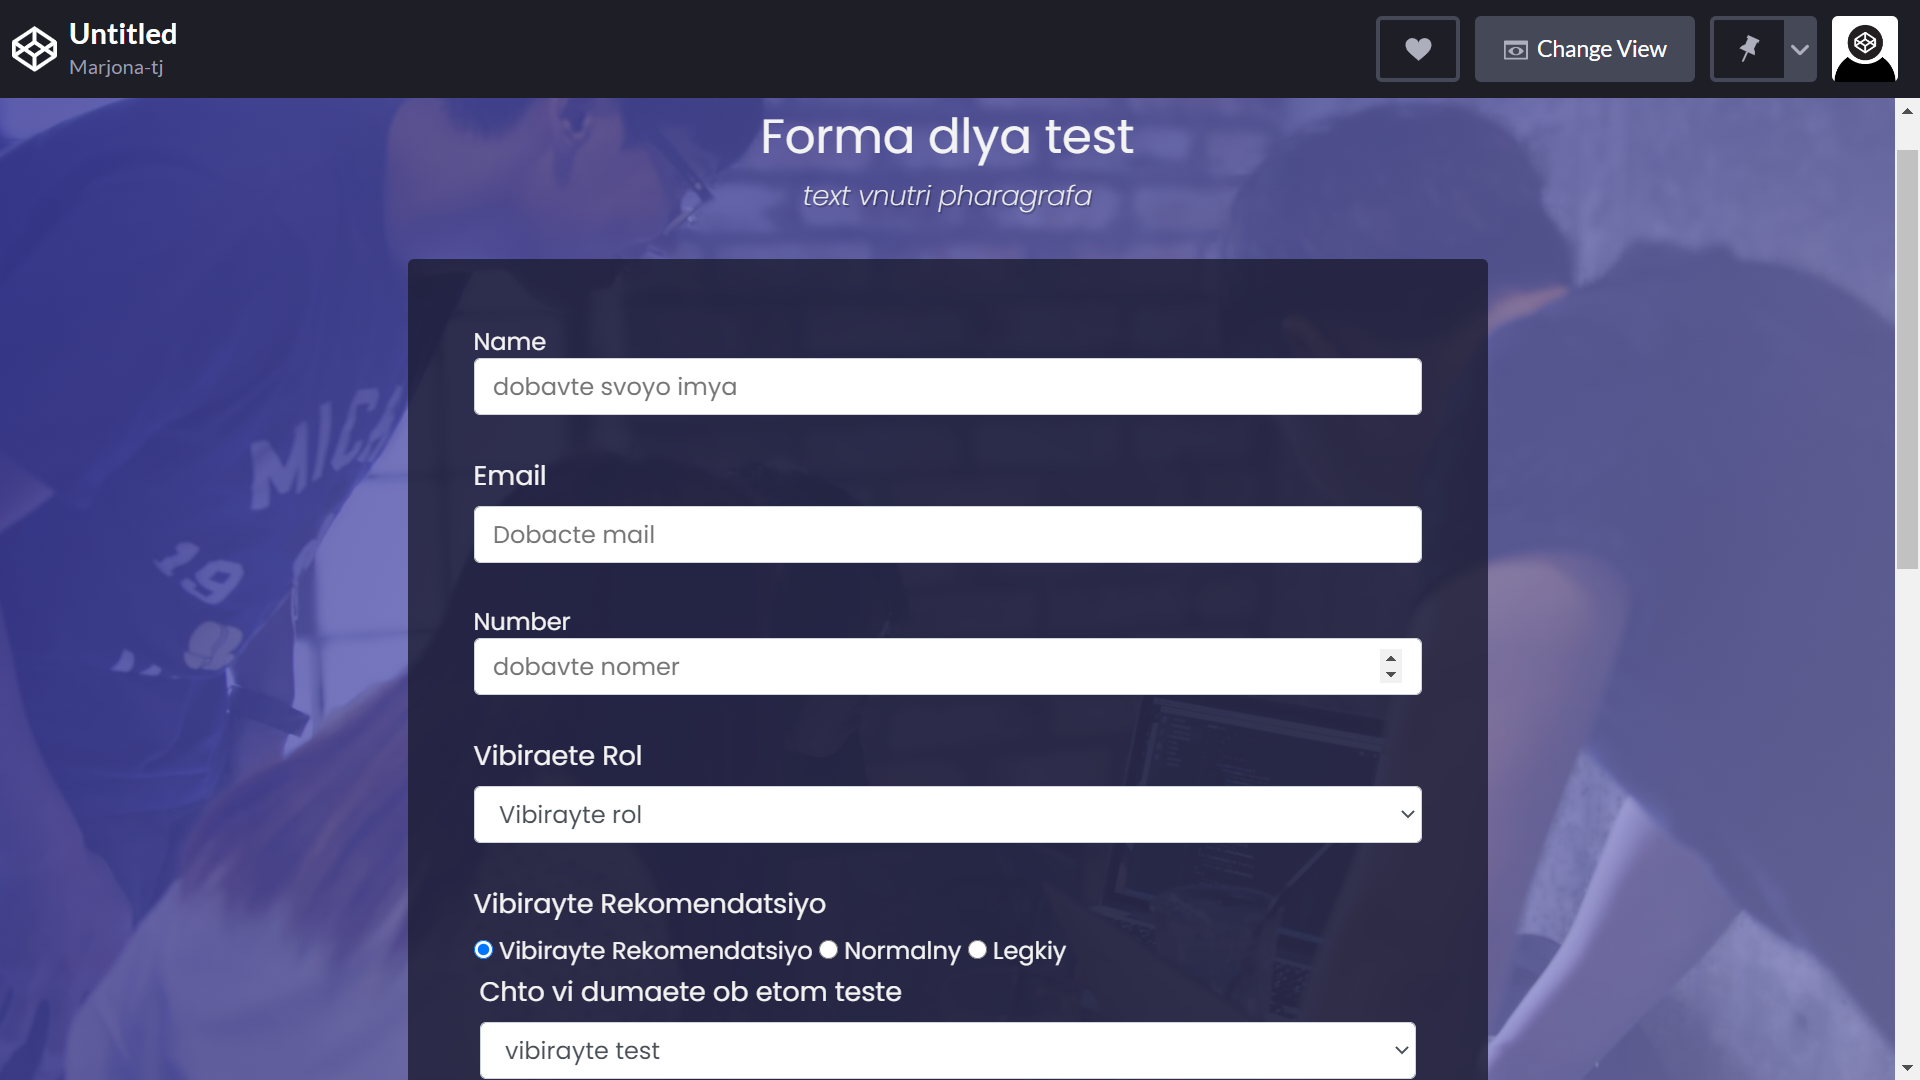 Untitled
Marjona-tj
Change View
Forma dlya test
text vnutri pharagrafa
MICH
19
Name
dobavte svoyo imya
Email
Dobacte mail
Number
dobavte nomer
Vibiraete Rol
Vibirayte rol
Vibirayte Rekomendatsiyo
Vibirayte Rekomendatsiyo Normalny Legkiy
Chto vi dumaete ob etom teste
vibirayte test